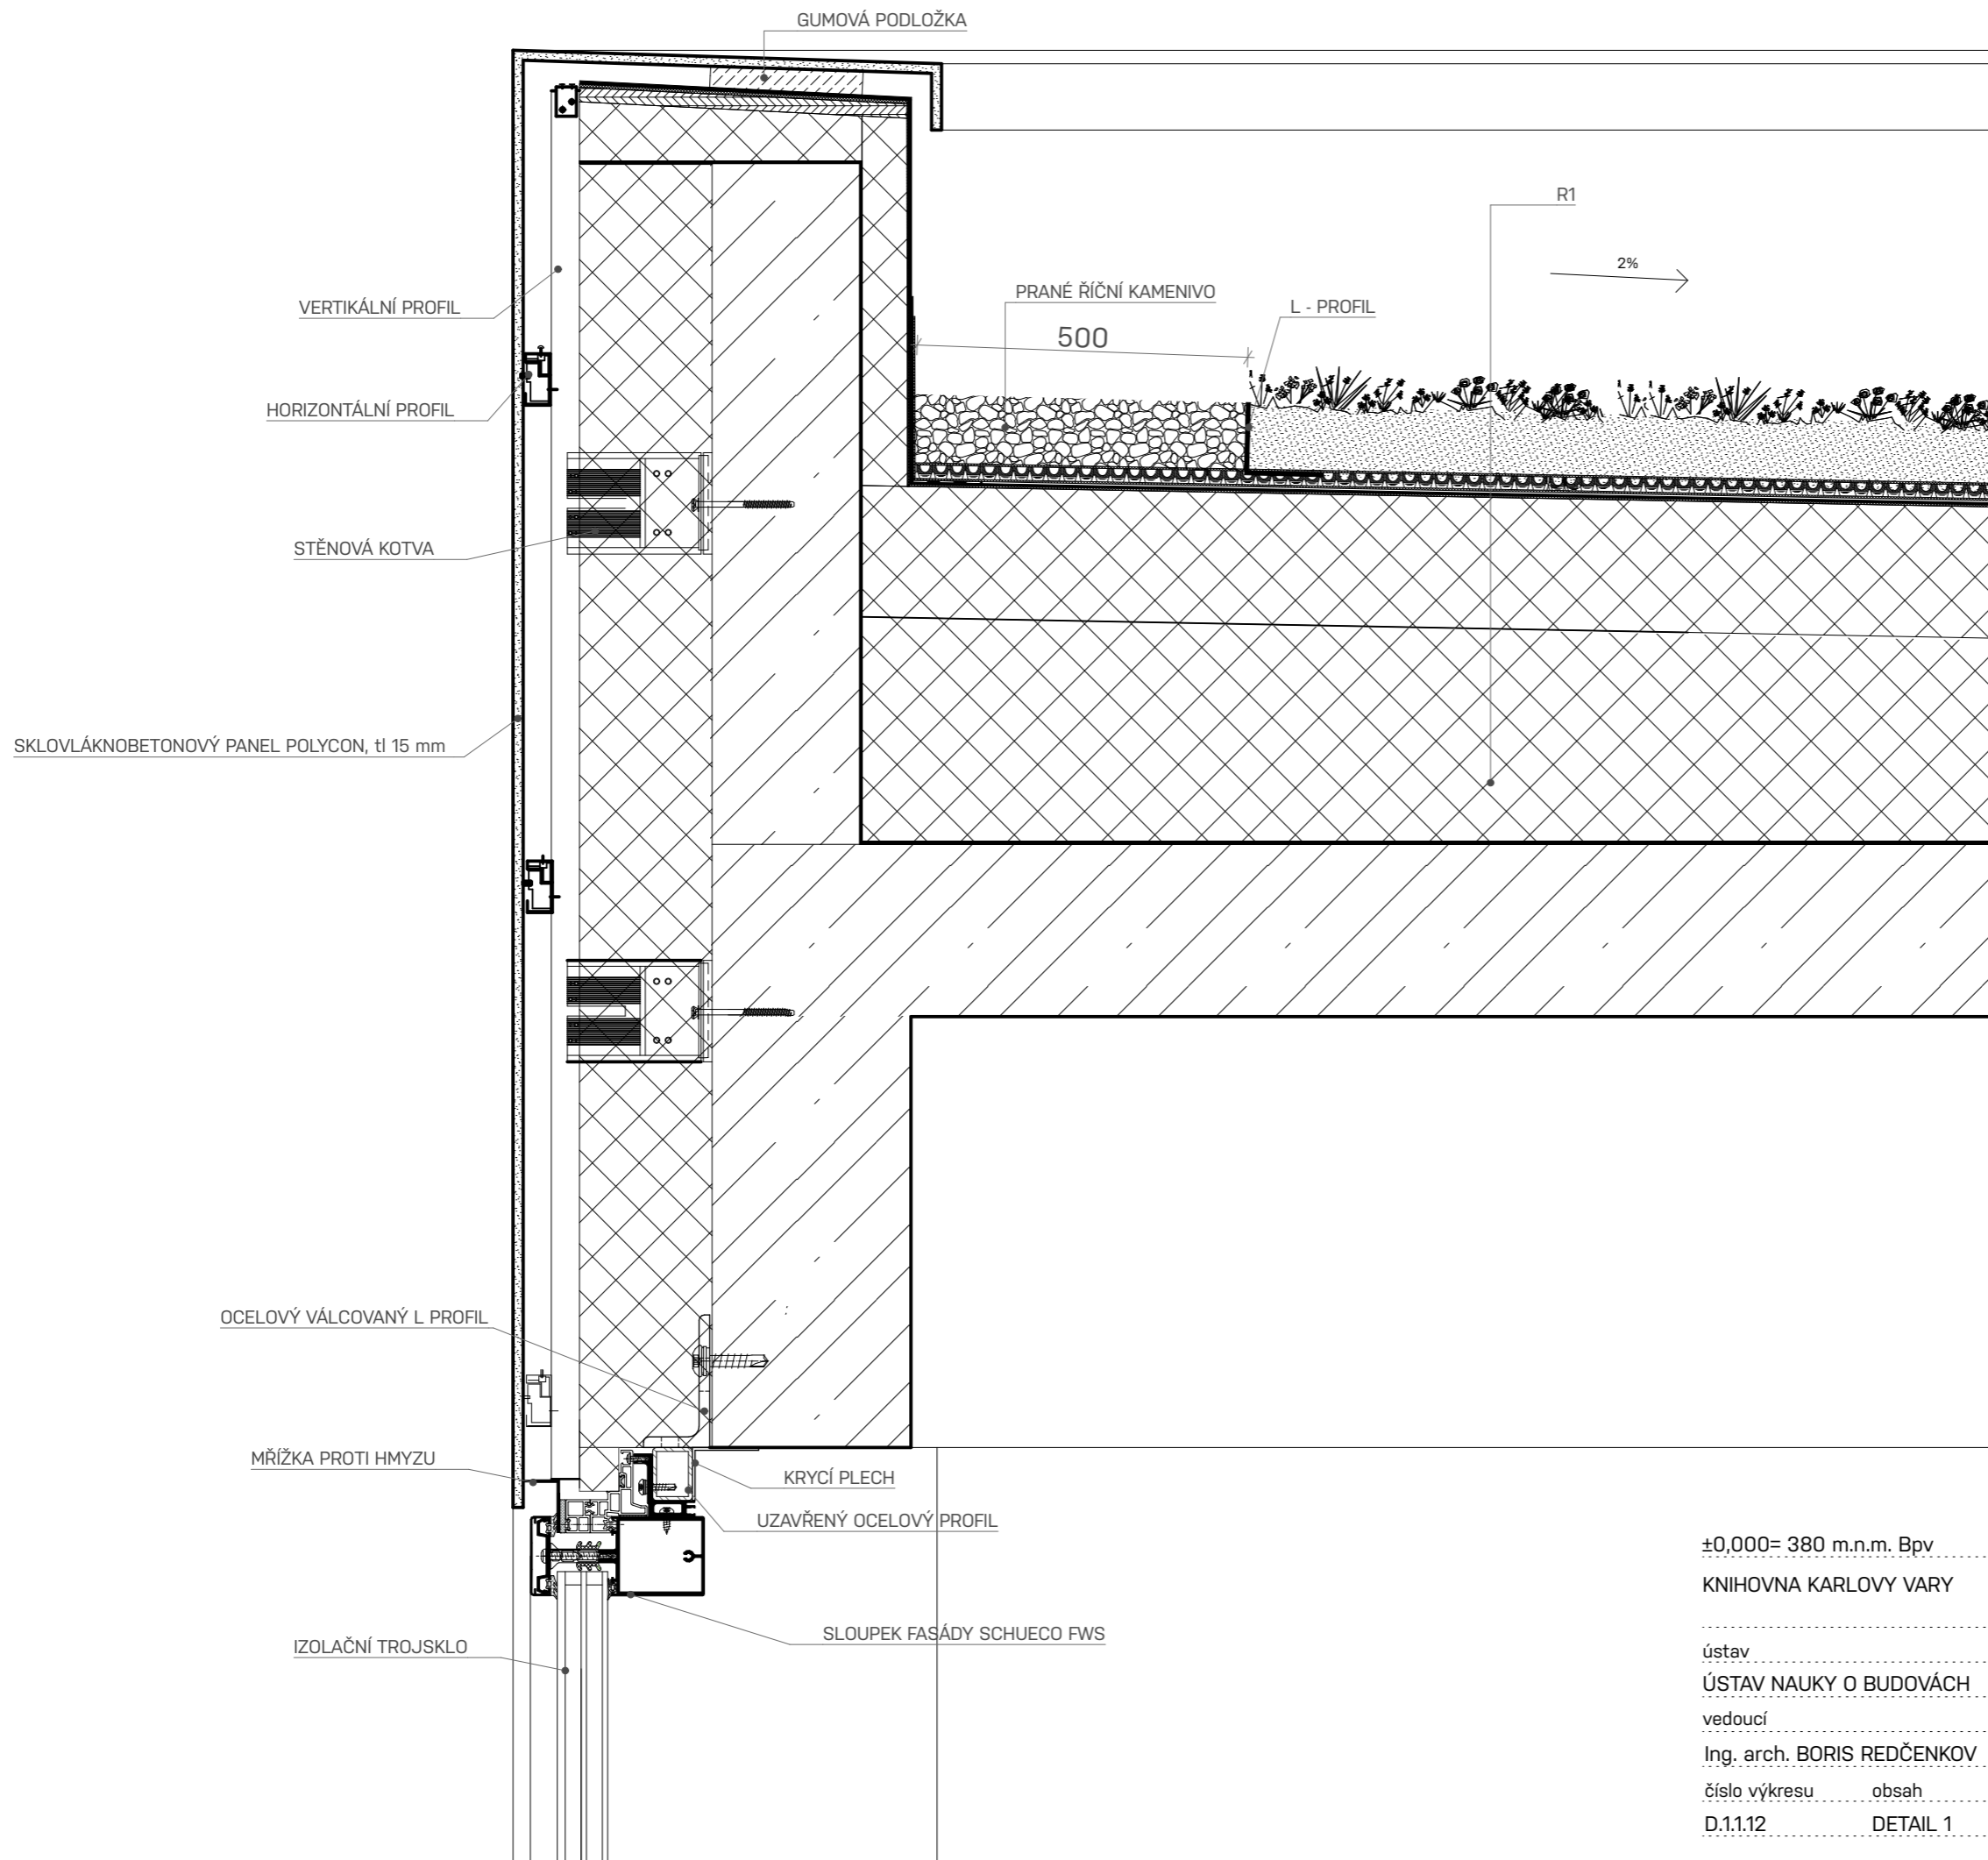 GUMOVÁ PODLOŽKA
R1
2%
VERTIKÁLNÍ PROFIL
PRANÉ ŘÍČNÍ KAMENIVO
L - PROFIL
500
HORIZONTÁLNÍ PROFIL
STĚNOVÁ KOTVA
SKLOVLÁKNOBETONOVÝ PANEL POLYCON, tl 15 mm
OCELOVÝ VÁLCOVANÝ L PROFIL
MŘÍŽKA PROTI HMYZU
KRYCÍ PLECH
UZAVŘENÝ OCELOVÝ PROFIL
SLOUPEK FASÁDY SCHUECO FWS
IZOLAČNÍ TROJSKLO
±0,000= 380 m.n.m. Bpv
KNIHOVNA KARLOVY VARY
ústav
ÚSTAV NAUKY O BUDOVÁCH
vedoucí
Ing. arch. BORIS REDČENKOV
číslo výkresu obsah
D.1.1.12 DETAIL 1